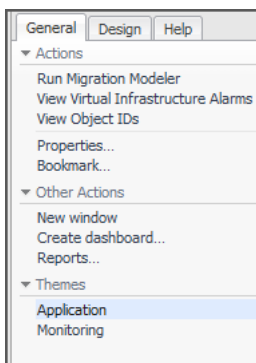 General Design Help
Actions
Run Migration Modeler
View Virtual Infrastructure Alarms
View Object IDs
Properties...
Bookmark...
Other Actions
New window
Create dashboard...
Reports...
Themes
Application
Monitoring